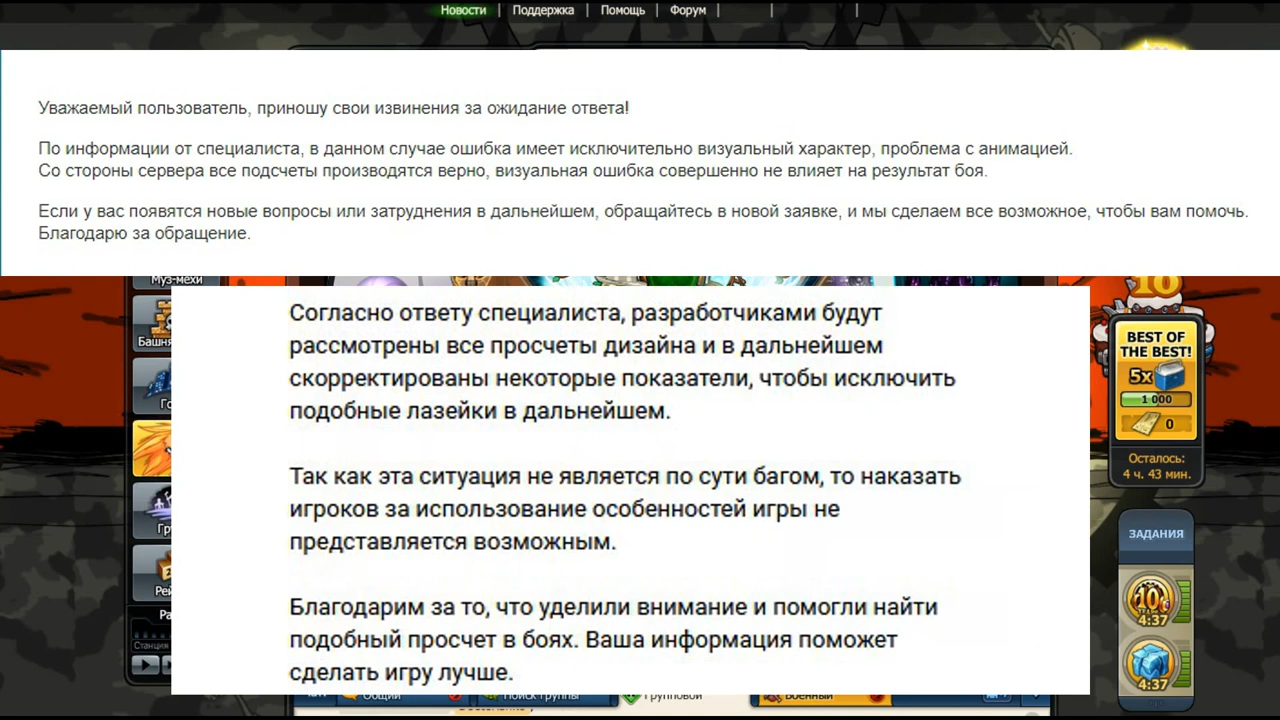 Новости | Поддержка | Помощь | Форум | | |
Уважаемый пользователь, приношу свои извинения за ожидание ответа!
По информации от специалиста, в данном случае ошибка имеет исключительно визуальный характер, проблема с анимацией.
Со стороны сервера все подсчеты производятся верно, визуальная ошибка совершенно не влияет на результат боя.
Если у вас появятся новые вопросы или затруднения в дальнейшем, обращайтесь в новой заявке, и мы сделаем все возможное, чтобы вам помочь.
Благодарю за обращение.
Муз-мехи
Башня
Согласно ответу специалиста, разработчиками будут
рассмотрены все просчеты дизайна и в дальнейшем
скорректированы некоторые показатели, чтобы исключить
подобные лазейки в дальнейшем.
Так как эта ситуация не является по сути багом, то наказать
игроков за использование особенностей игры не
представляется возможным.
Благодарим за то, что уделили внимание и помогли найти
подобный просчет в боях. Ваша информация поможет
сделать игру лучше.
Станция
10
BEST OF
THE BEST!
5x
1 000
0
Осталось:
4 ч. 43 мин.
ЗАДАНИЯ
10
4:37
4:37
Общий
Поиск группы
Групповой
Военный